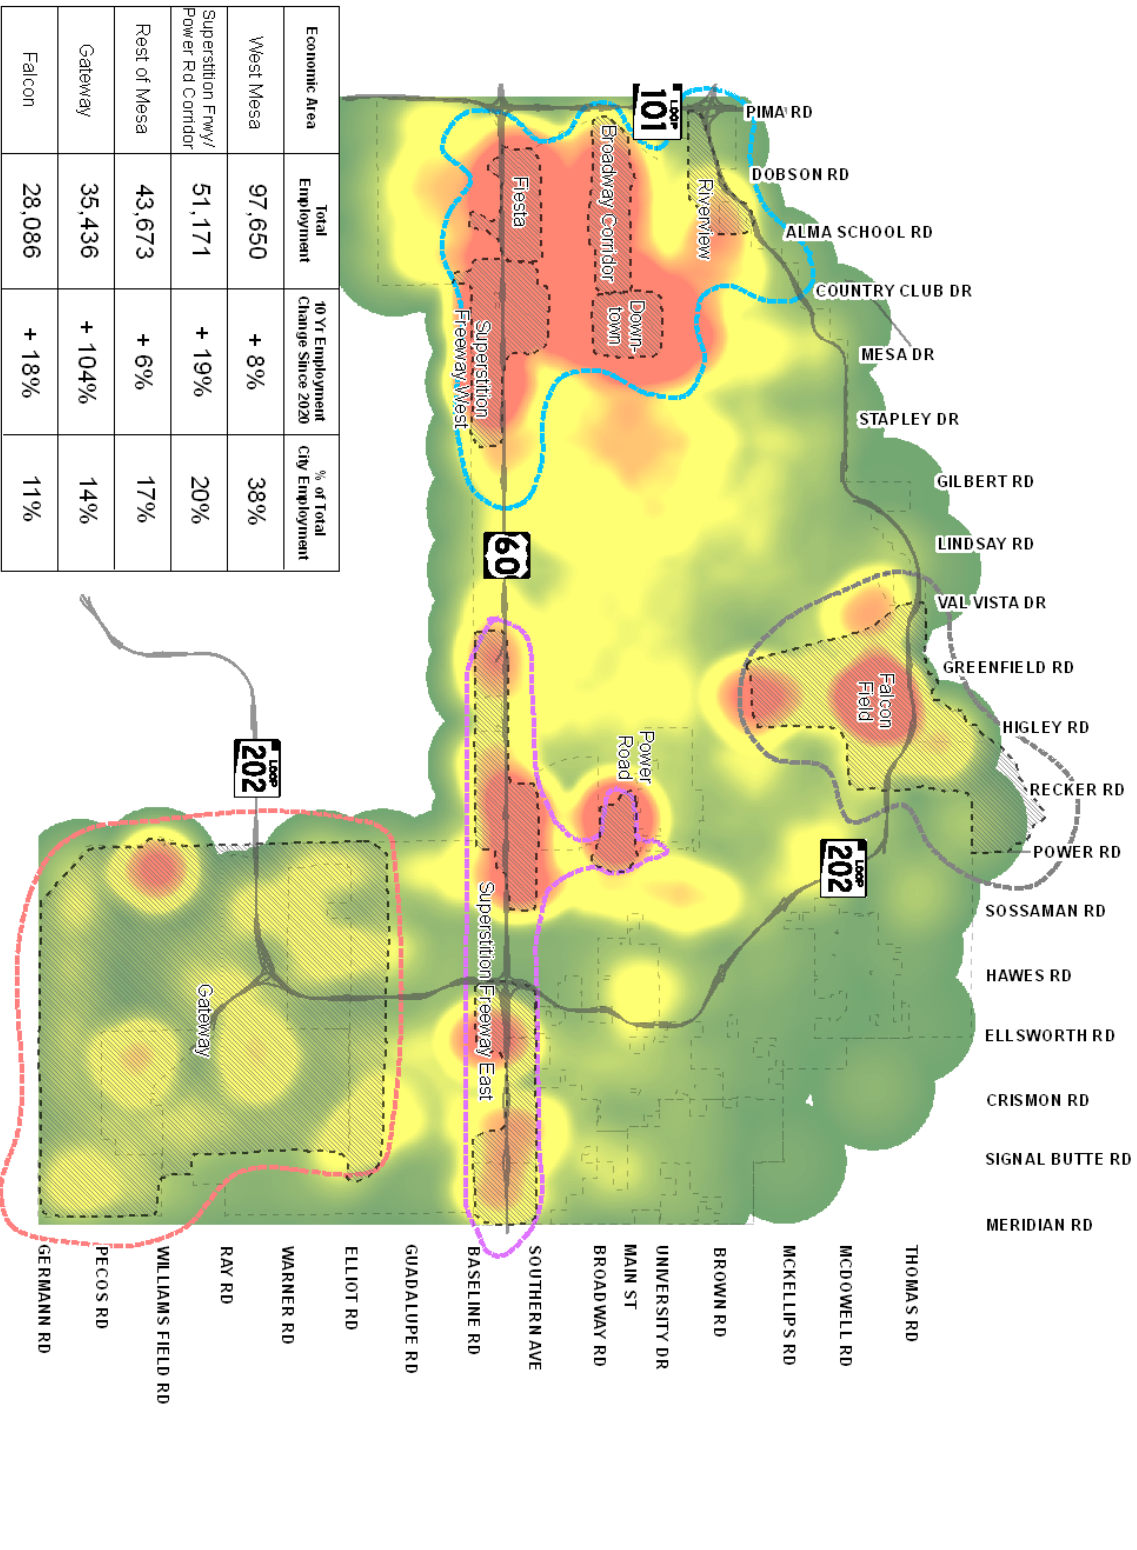 PIMA RD
DOBSON RD
ALMA SCHOOL RD
COUNTRY CLUB DR
MESA DR
STAPLEY DR
GILBERT RD
LINDSAY RD
VAL VISTA DR
GREENFIELD RD
HIGLEY RD
RECKER RD
POWER RD
SOSSAMAN RD
HAWES RD
ELLSWORTH RD
CRISMON RD
SIGNAL BUTTE RD
MERIDIAN RD
THOMAS RD
MCDOWELL RD
MCKELLIPS RD
BROWN RD
UNIVERSITY DR
MAIN ST
BROADWAY RD
SOUTHERN AVE
BASELINE RD
GUADALUPE RD
ELLIOT RD
WARNER RD
RAY RD
WILLIAMS FIELD RD
PECOS RD
GERMANN RD
LOOP
101
Riverview
Broadway Corridor
Down-
town
Fiesta
Superstition
Freeway West
60
Falcon
Field
Power
Road
LOOP
202
Superstition Freeway East
LOOP
202
Gateway
Economic Area
Total
Employment
10 Yr Employment
Change Since 2020
% of Total
City Employment
West Mesa
97,650
+ 8%
38%
Superstition Frwy/
Power Rd Corridor
51,171
+ 19%
20%
Rest of Mesa
43,673
+ 6%
17%
Gateway
35,436
+ 104%
14%
Falcon
28,086
+ 18%
11%